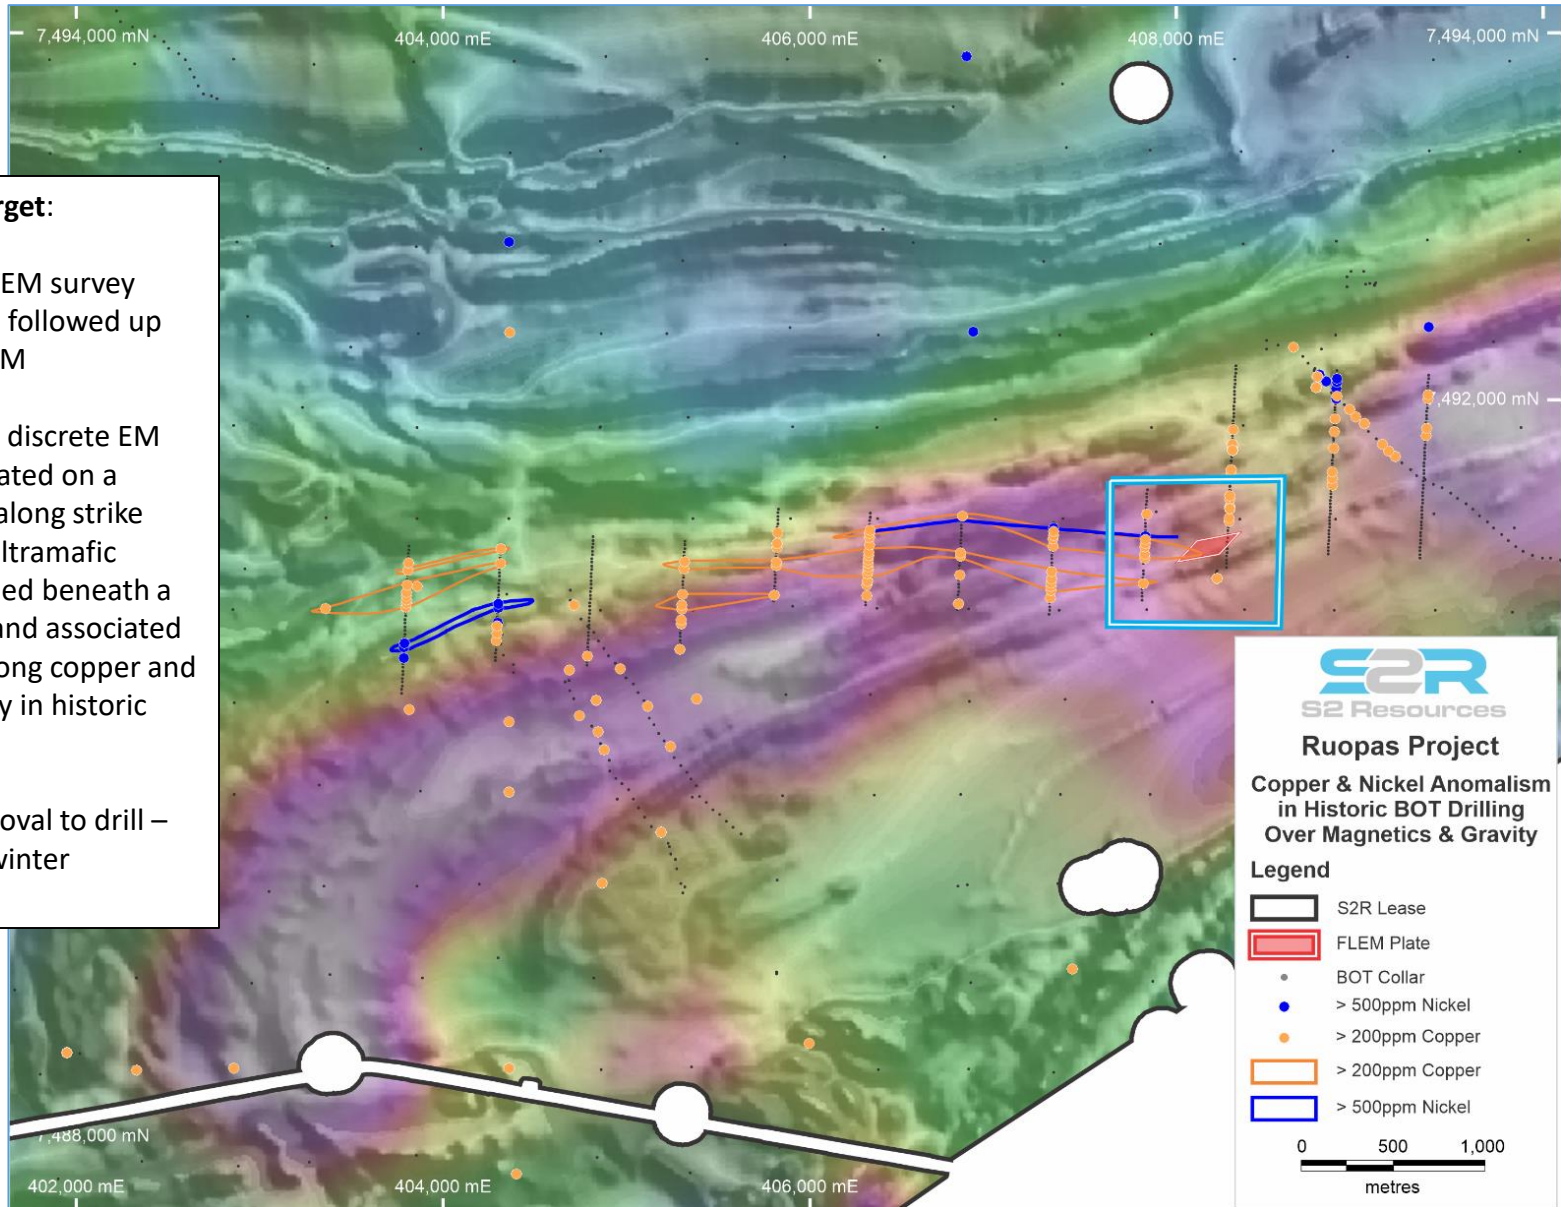 7,494,000 mN
404,000 mE
406,000 mE
408,000 mE
7,494,000 mN
rget:
EM survey
followed up
M
discrete EM
ated on a
along strike
ltramafic
ed beneath a
and associated
ong copper and
y in historic
oval to drill –
winter
7,492,000 mN
S2R
S2 Resources
Ruopas Project
Copper & Nickel Anomalism
in Historic BOT Drilling
Over Magnetics & Gravity
Legend
S2R Lease
FLEM Plate
BOT Collar
> 500ppm Nickel
> 200ppm Copper
> 200ppm Copper
> 500ppm Nickel
0 500 1,000
metres
7,488,000 mN
402,000 mE
404,000 mE
406,000 mE